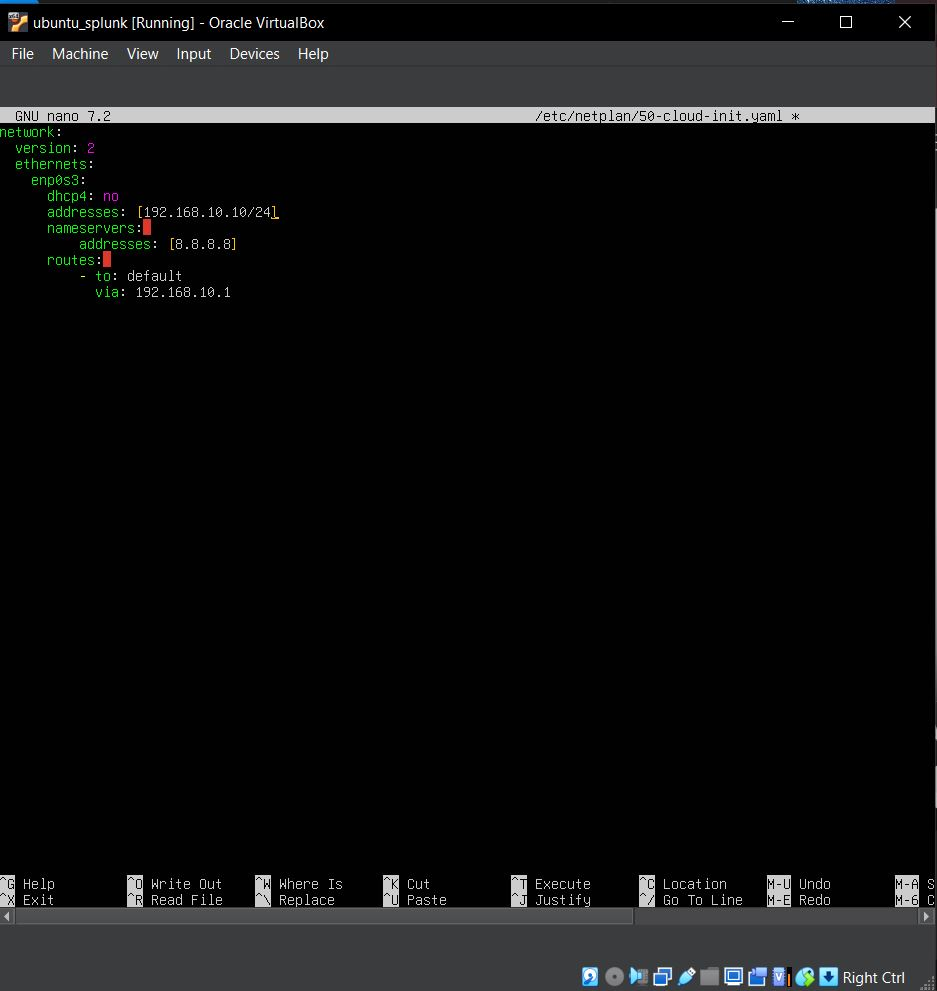 ubuntu_splunk [Running] - Oracle VirtualBox
File Machine View Input Devices Help
GNU nano 7.2 /etc/netplan/50-cloud-init.yaml *
network:
  version: 2
  ethernets:
    enp0s3:
      dhcp4: no
      addresses: [192.168.10.10/24]
      nameservers:
          addresses: [8.8.8.8]
      routes:
          - to: default
            via: 192.168.10.1
^G Help ^O Write Out ^W Where Is ^K Cut ^T Execute ^C Location M-U Undo M-A S
^X Exit ^R Read File ^\ Replace ^U Paste ^J Justify ^/ Go To Line M-E Redo M-6 C
Right Ctrl